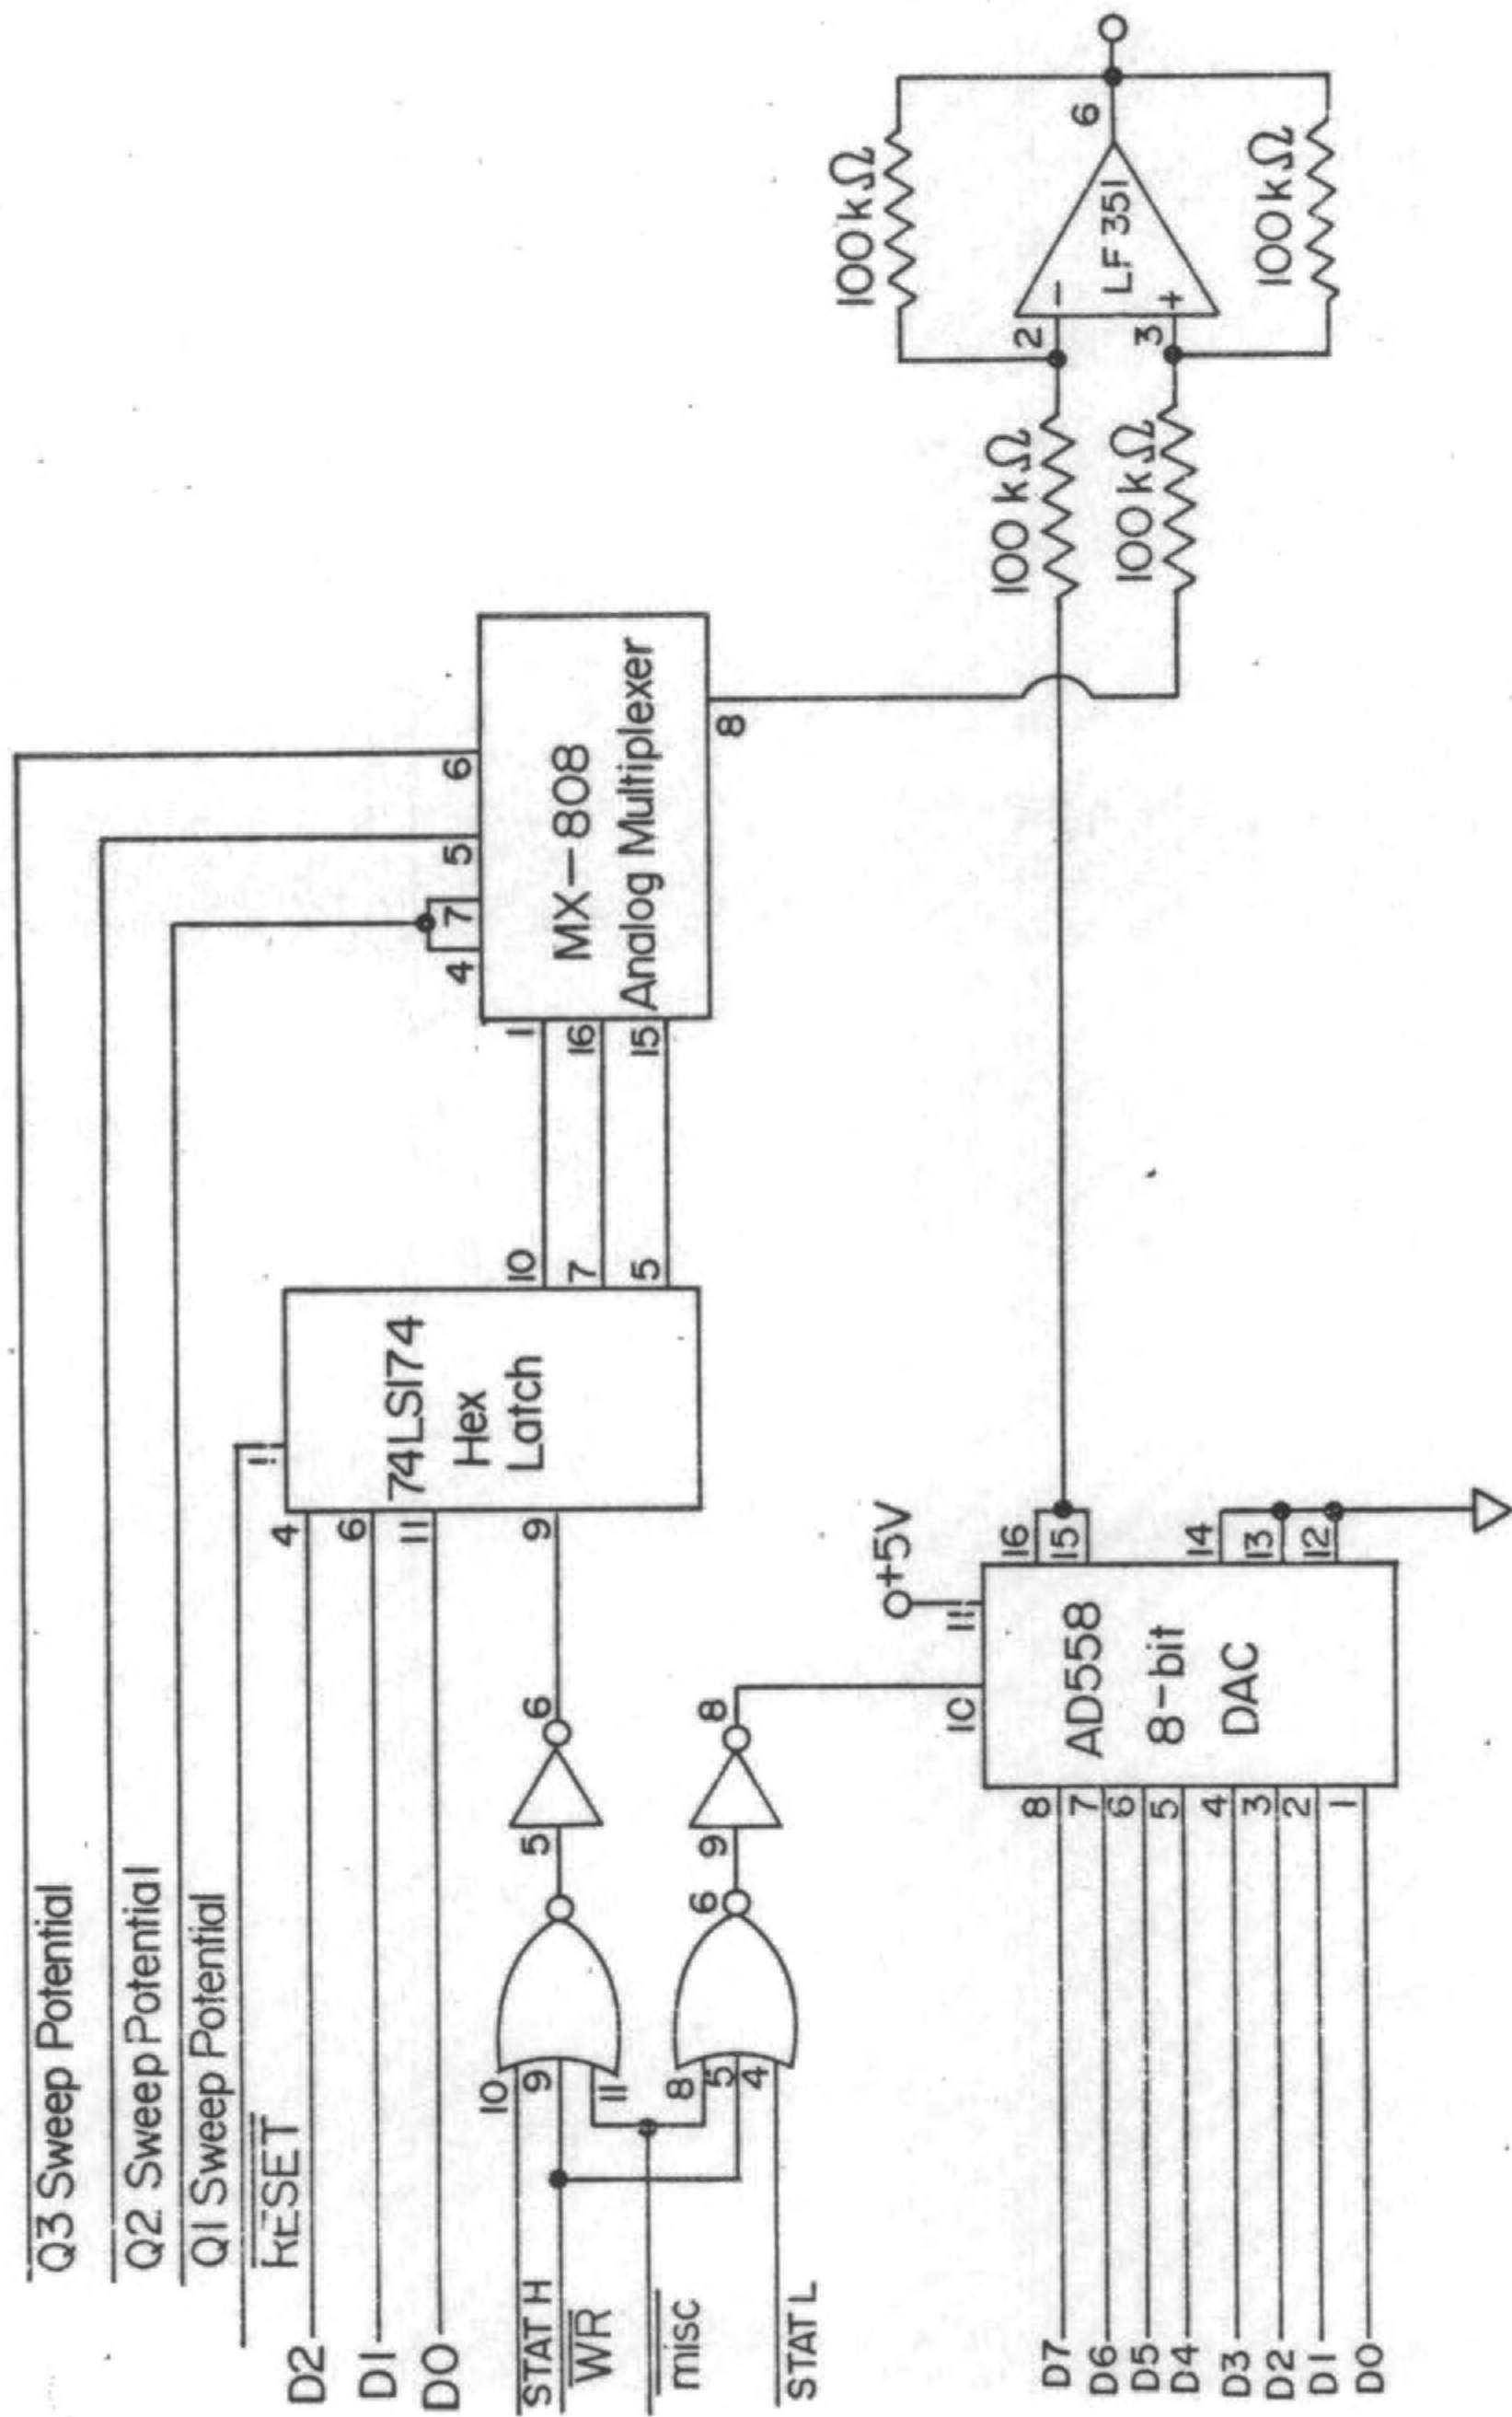 Q3 Sweep Potential
Q2 Sweep Potential
Q1 Sweep Potential
RESET
D2
D1
D0
STAT H
WR
misc
STAT L
10
9
11
8
5
4
6
5
6
9
8
4
6
11
9
1
74LS174
Hex
Latch
10
7
5
1
16
15
4
7
5
6
8
MX-808
Analog Multiplexer
D7
D6
D5
D4
D3
D2
D1
D0
8
7
6
5
4
3
2
1
10
11
+5V
AD558
8-bit
DAC
16
15
14
13
12
100 kΩ
100 kΩ
100 kΩ
2
3
-
+
LF 351
6
100 kΩ